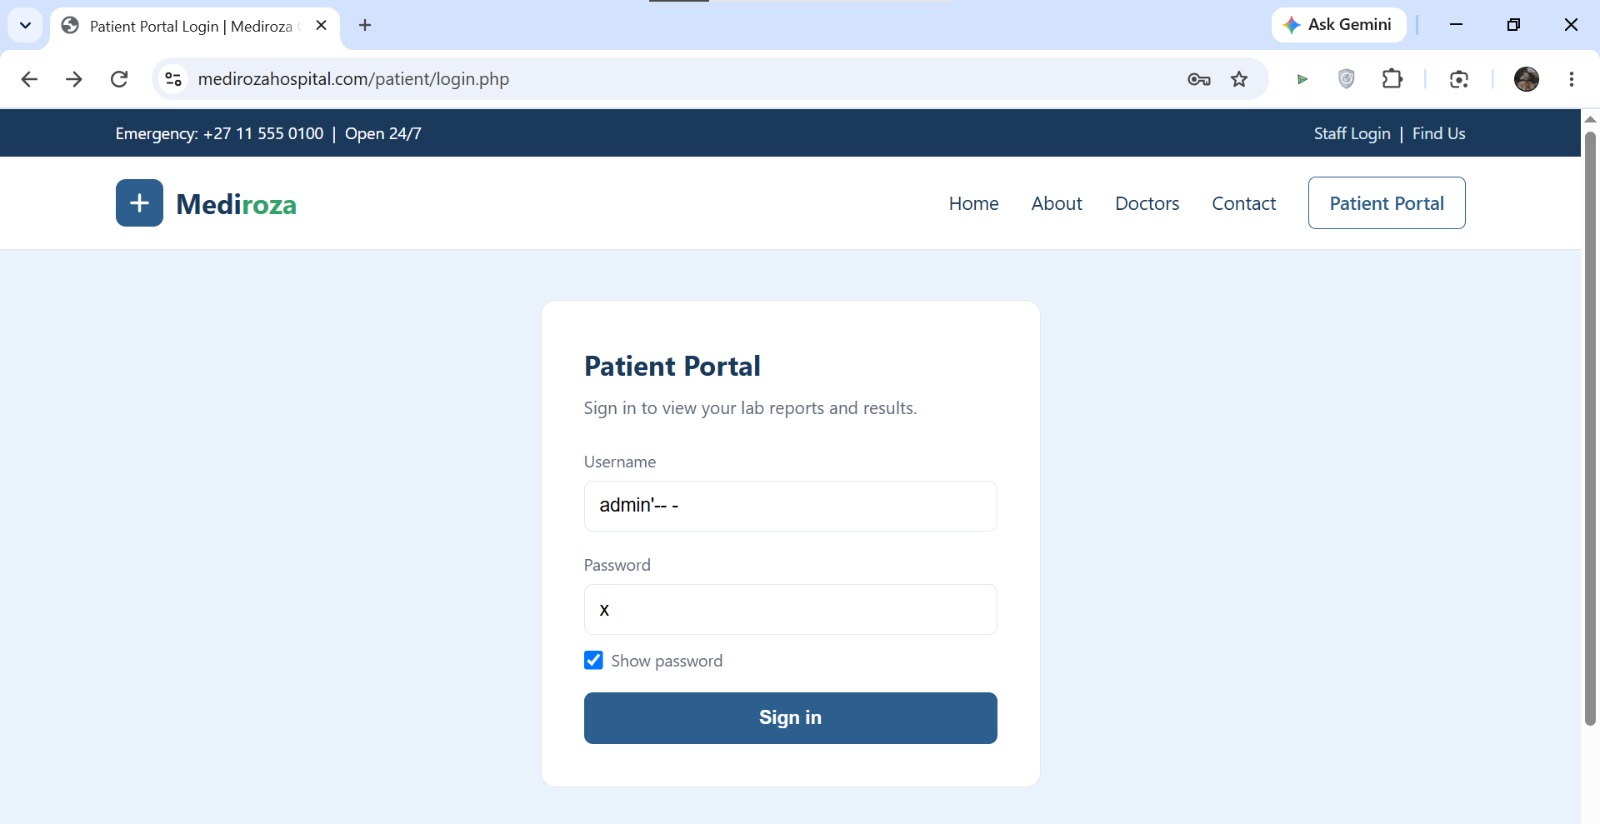 Patient Portal Login | Mediroza
Ask Gemini
medirozahospital.com/patient/login.php
Emergency: +27 11 555 0100 | Open 24/7
Staff Login | Find Us
Mediroza
Home About Doctors Contact Patient Portal
Patient Portal
Sign in to view your lab reports and results.
Username
admin'-- -
Password
x
Show password
Sign in